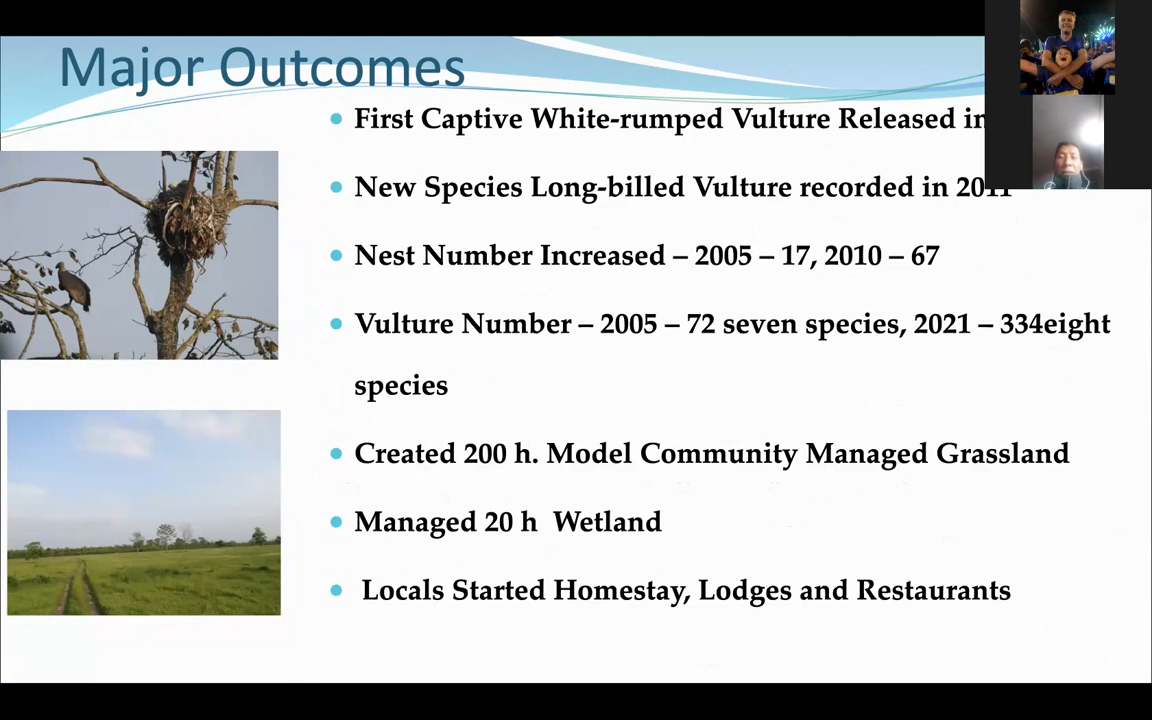 Major Outcomes
First Captive White-rumped Vulture Released in
New Species Long-billed Vulture recorded in 2011
Nest Number Increased – 2005 – 17, 2010 – 67
Vulture Number – 2005 – 72 seven species, 2021 – 334eight
species
Created 200 h. Model Community Managed Grassland
Managed 20 h Wetland
Locals Started Homestay, Lodges and Restaurants